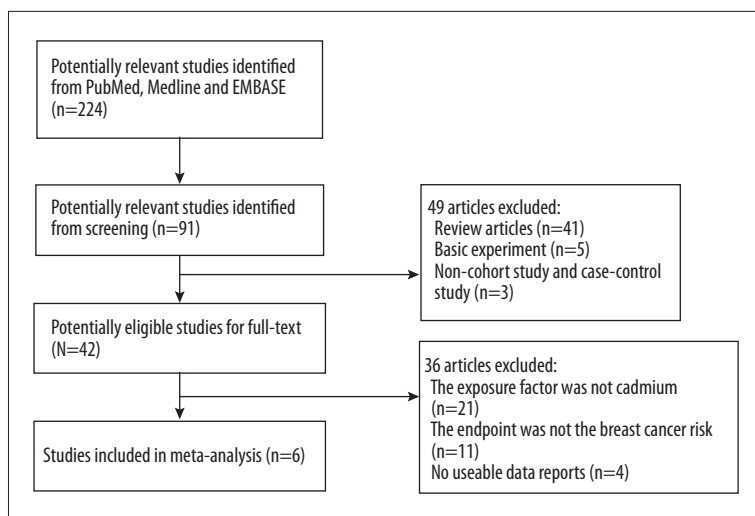 Potentially relevant studies identified
from PubMed, Medline and EMBASE
(n=224)
Potentially relevant studies identified
from screening (n=91)
49 articles excluded:
Review articles (n=41)
Basic experiment (n=5)
Non-cohort study and case-control
study (n=3)
Potentially eligible studies for full-text
(N=42)
36 articles excluded:
The exposure factor was not cadmium
(n=21)
The endpoint was not the breast cancer risk
(n=11)
No useable data reports (n=4)
Studies included in meta-analysis (n=6)